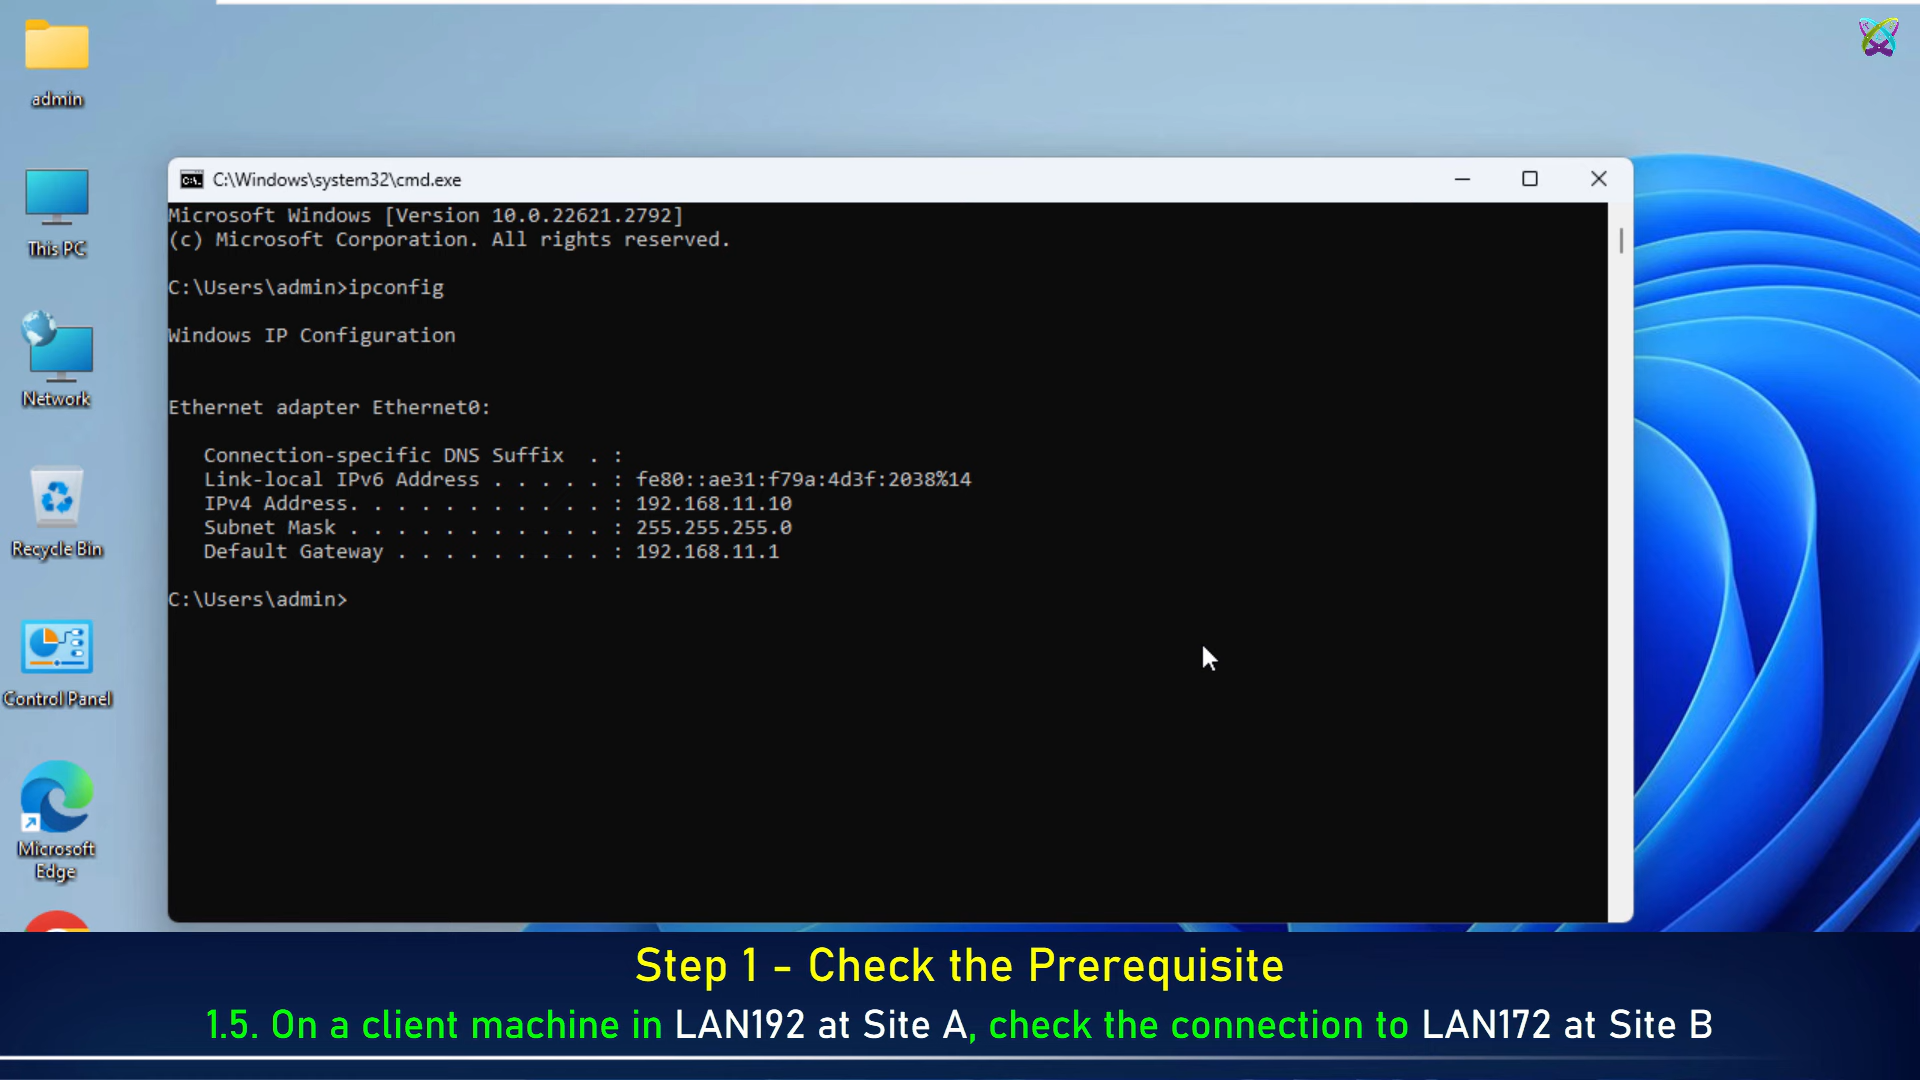 admin
This PC
Network
Recycle Bin
Control Panel
Microsoft
Edge
C:\Windows\system32\cmd.exe
Microsoft Windows [Version 10.0.22621.2792]
(c) Microsoft Corporation. All rights reserved.
C:\Users\admin>ipconfig
Windows IP Configuration
Ethernet adapter Ethernet0:
Connection-specific DNS Suffix  . :
Link-local IPv6 Address . . . . . : fe80::ae31:f79a:4d3f:2038%14
IPv4 Address. . . . . . . . . . . : 192.168.11.10
Subnet Mask . . . . . . . . . . . : 255.255.255.0
Default Gateway . . . . . . . . . : 192.168.11.1
C:\Users\admin>
Step 1 - Check the Prerequisite
1.5. On a client machine in LAN192 at Site A, check the connection to LAN172 at Site B